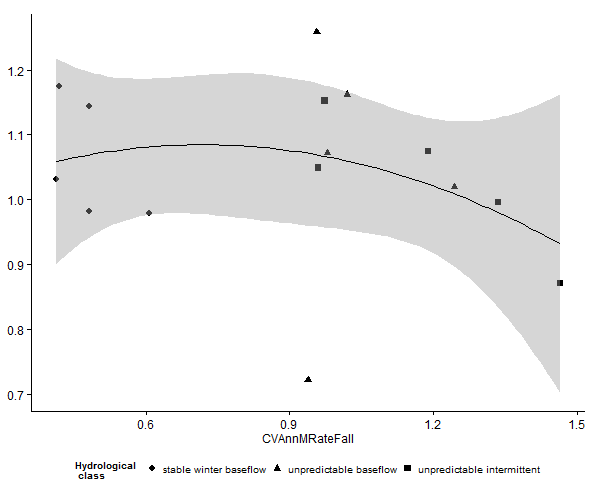 1.2
1.1
1.0
0.9
0.8
0.7
0.6 0.9 1.2 1.5
CVAnnMRateFall
Hydrological
class
stable winter baseflow unpredictable baseflow unpredictable intermittent